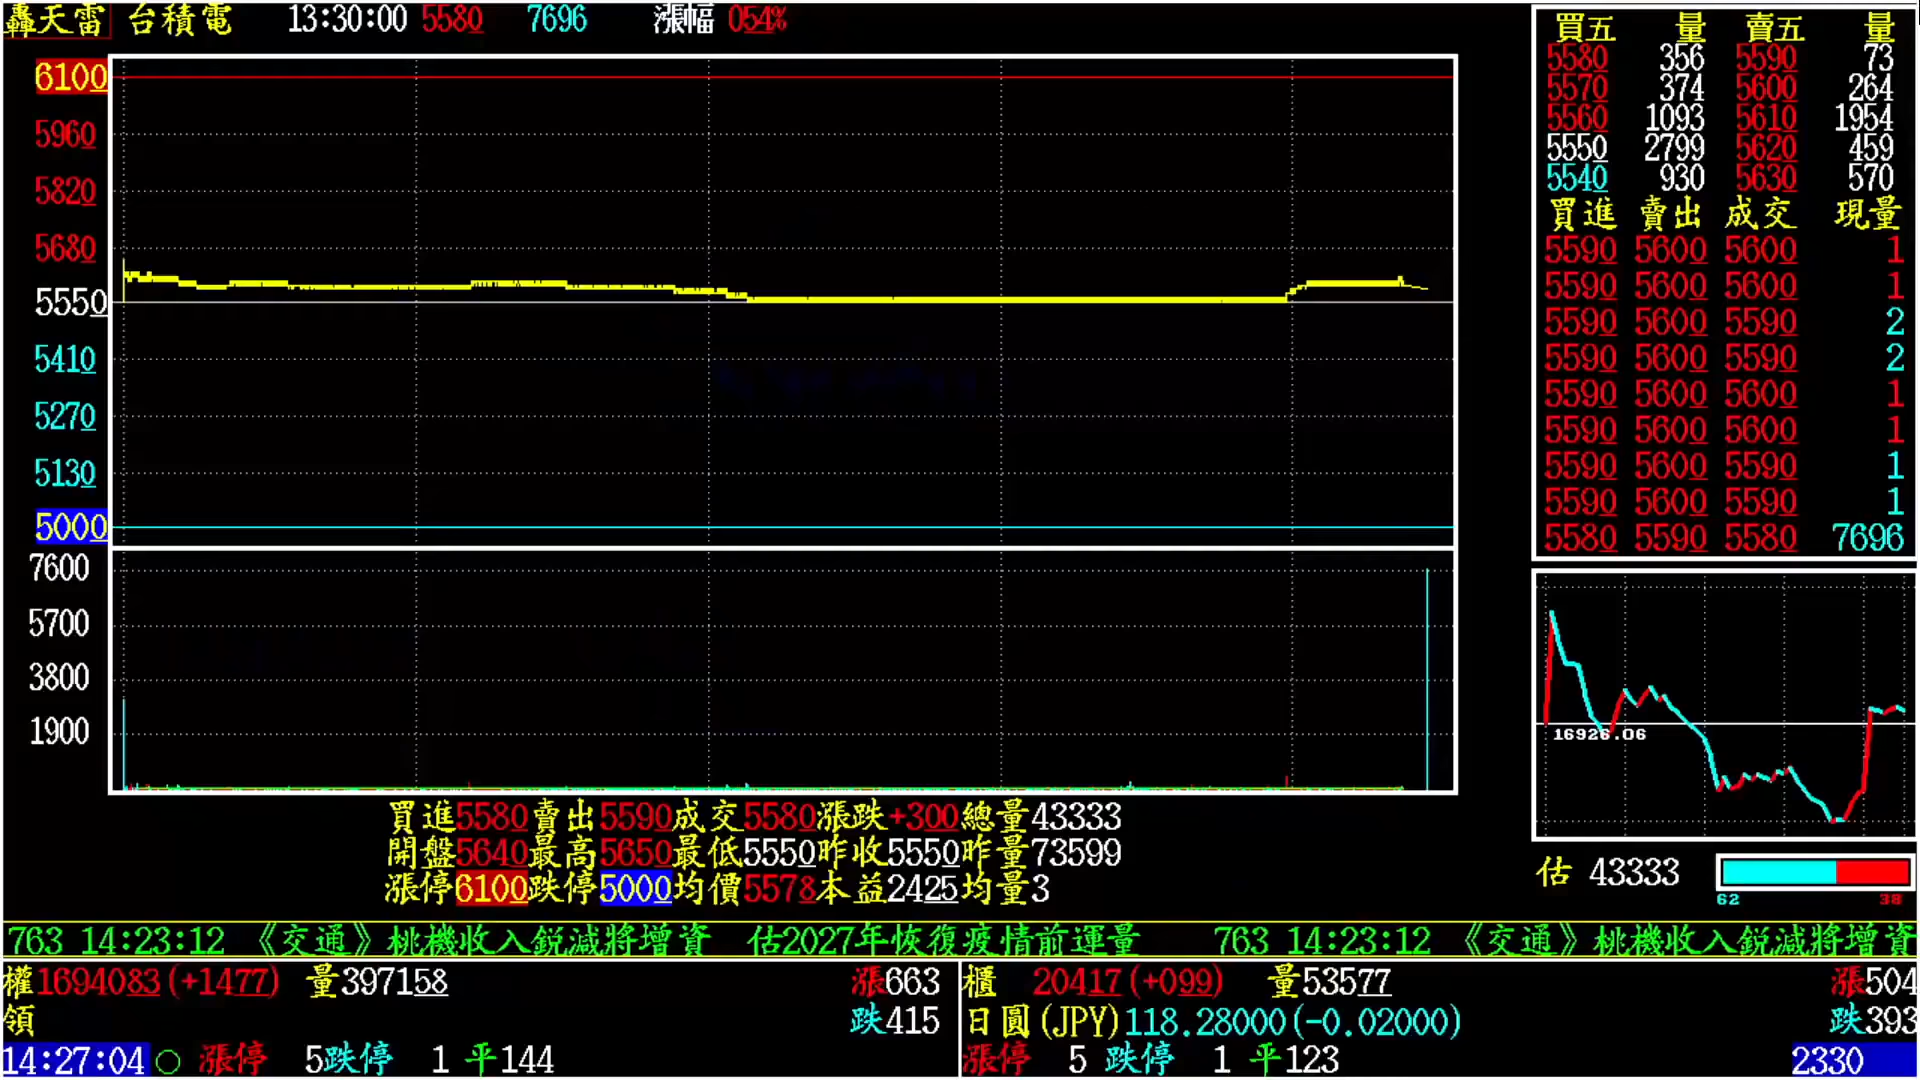 轟天雷 台積電 13:30:00 5580 7696 漲幅 054%
6100
5960
5820
5680
5550
5410
5270
5130
5000
7600
5700
3800
1900
買進5580賣出5590成交5580漲跌+300總量43333
開盤5640最高5650最低5550昨收5550昨量73599
漲停6100跌停5000均價5578本益2425均量3
買五 量 賣五 量
5580 356 5590 73
5570 374 5600 264
5560 1093 5610 1954
5550 2799 5620 459
5540 930 5630 570
買進 賣出 成交 現量
5590 5600 5600 1
5590 5600 5600 1
5590 5600 5590 2
5590 5600 5590 2
5590 5600 5600 1
5590 5600 5600 1
5590 5600 5590 1
5590 5600 5590 1
5580 5590 5580 7696
16926.06
估 43333
62 38
763 14:23:12 《交通》桃機收入銳減將增資 估2027年恢復疫情前運量 763 14:23:12 《交通》桃機收入銳減將增資
權1694083(+1477) 量39715858 漲663
領 跌415
14:27:04 ○ 漲停 5跌停 1 平144
櫃 20417(+099) 量53577 漲504
日圓(JPY)118.28000(-0.02000) 跌393
漲停 5 跌停 1 平123 2330